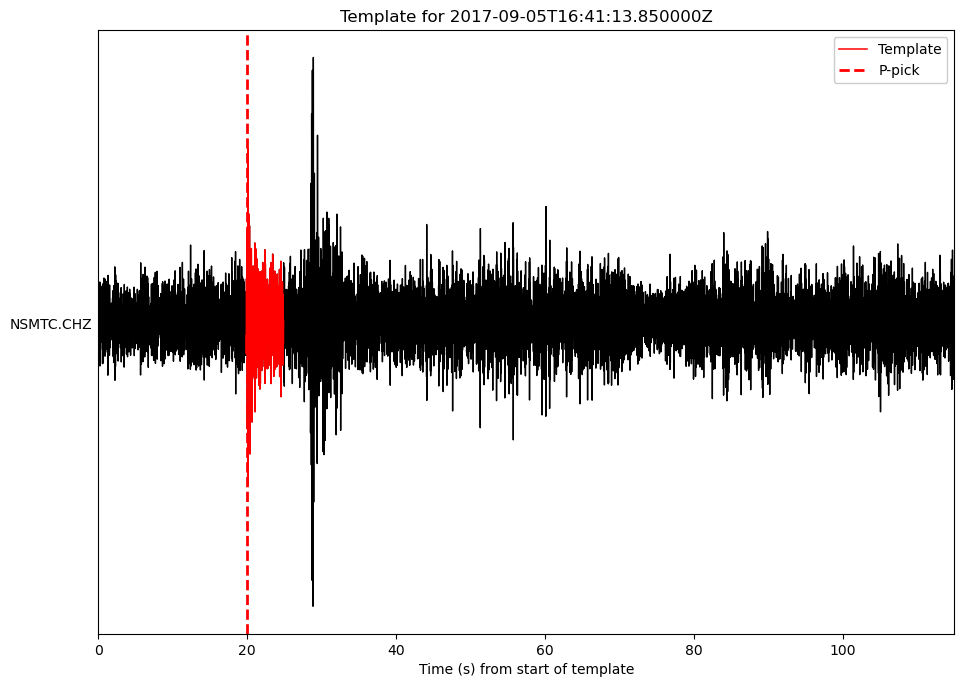 Template for 2017-09-05T16:41:13.850000Z
Template
P-pick
NSMTC.CHZ
0 20 40 60 80 100
Time (s) from start of template